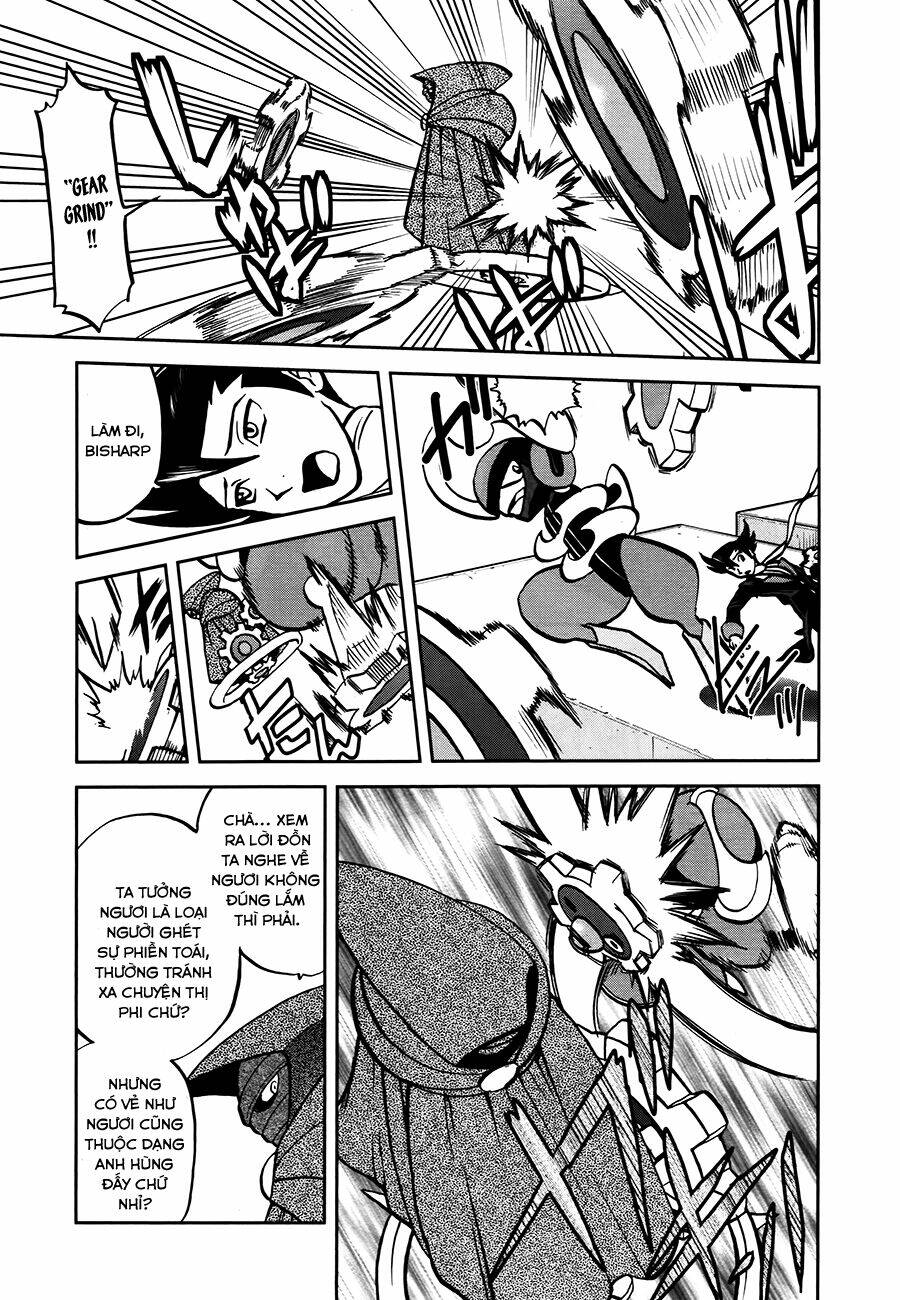 "GEAR
GRIND"
!!
LÀM ĐI,
BISHARP
CHÀ... XEM
RA LỜI ĐỒN
TA NGHE VỀ
NGƯƠI KHÔNG
ĐÚNG LẮM
THÌ PHẢI.
TA TƯỞNG
NGƯƠI LÀ LOẠI
NGƯỜI GHÉT
SỰ PHIỀN TOÁI,
THƯỜNG TRÁNH
XA CHUYỆN THỊ
PHI CHỨ?
NHƯNG
CÓ VẺ NHƯ
NGƯƠI CŨNG
THUỘC DẠNG
ANH HÙNG
ĐẤY CHỨ
NHỈ?